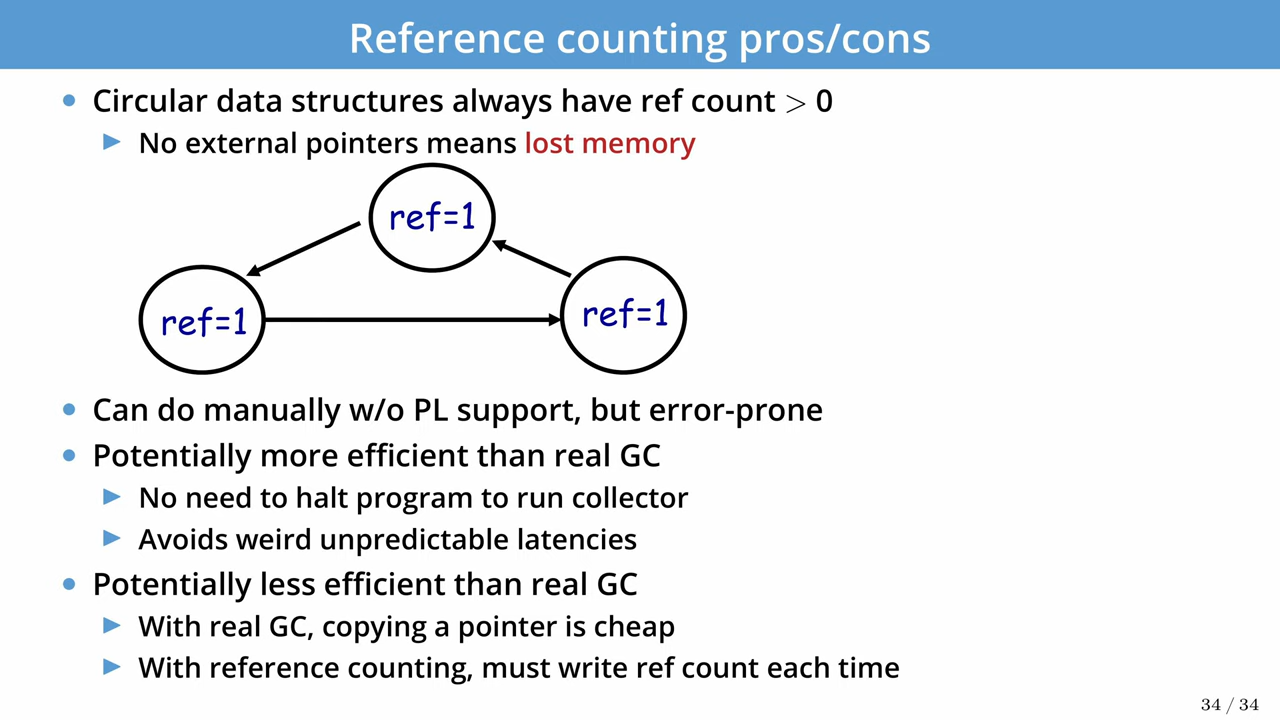 Reference counting pros/cons
• Circular data structures always have ref count > 0
▶ No external pointers means lost memory
ref=1
ref=1
ref=1
• Can do manually w/o PL support, but error-prone
• Potentially more efficient than real GC
▶ No need to halt program to run collector
▶ Avoids weird unpredictable latencies
• Potentially less efficient than real GC
▶ With real GC, copying a pointer is cheap
▶ With reference counting, must write ref count each time
34 / 34